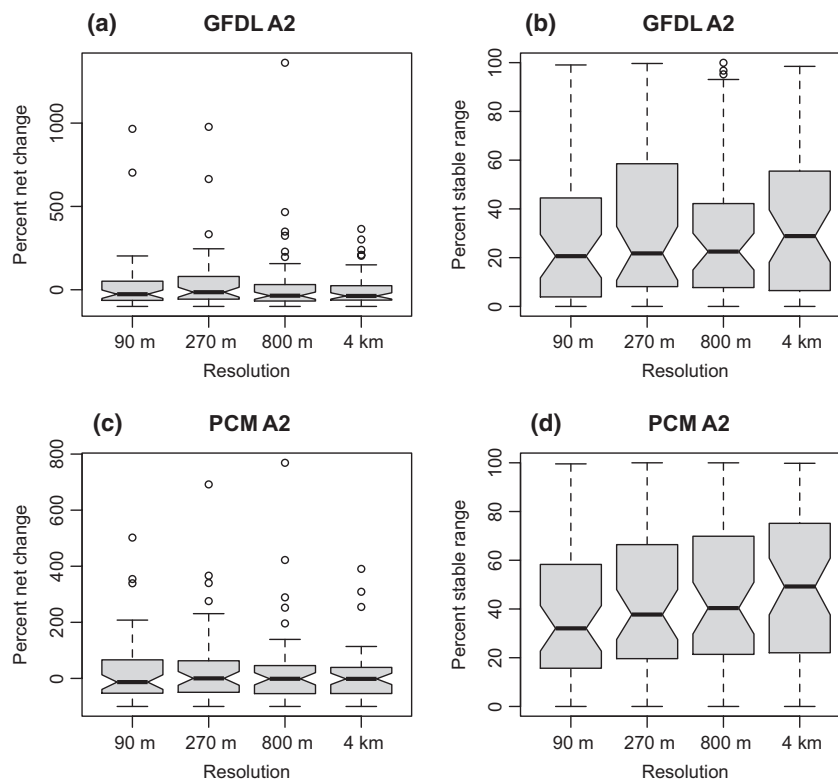 (a) GFDL A2
Percent net change
1000
500
0
90 m 270 m 800 m 4 km
Resolution
(b) GFDL A2
Percent stable range
100
80
60
40
20
0
90 m 270 m 800 m 4 km
Resolution
(c) PCM A2
Percent net change
800
600
400
200
0
90 m 270 m 800 m 4 km
Resolution
(d) PCM A2
Percent stable range
100
80
60
40
20
0
90 m 270 m 800 m 4 km
Resolution